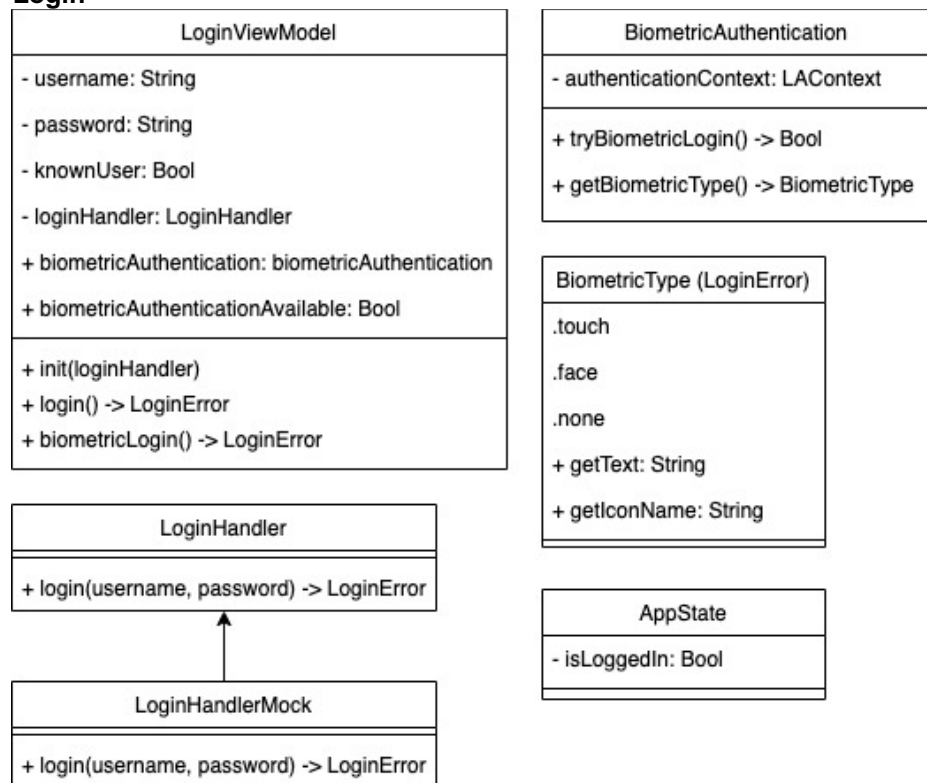 Login
LoginViewModel
- username: String
- password: String
- knownUser: Bool
- loginHandler: LoginHandler
+ biometricAuthentication: biometricAuthentication
+ biometricAuthenticationAvailable: Bool
+ init(loginHandler)
+ login() -> LoginError
+ biometricLogin() -> LoginError
LoginHandler
+ login(username, password) -> LoginError
LoginHandlerMock
+ login(username, password) -> LoginError
BiometricAuthentication
- authenticationContext: LAContext
+ tryBiometricLogin() -> Bool
+ getBiometricType() -> BiometricType
BiometricType (LoginError)
.touch
.face
.none
+ getText: String
+ getIconName: String
AppState
- isLoggedIn: Bool